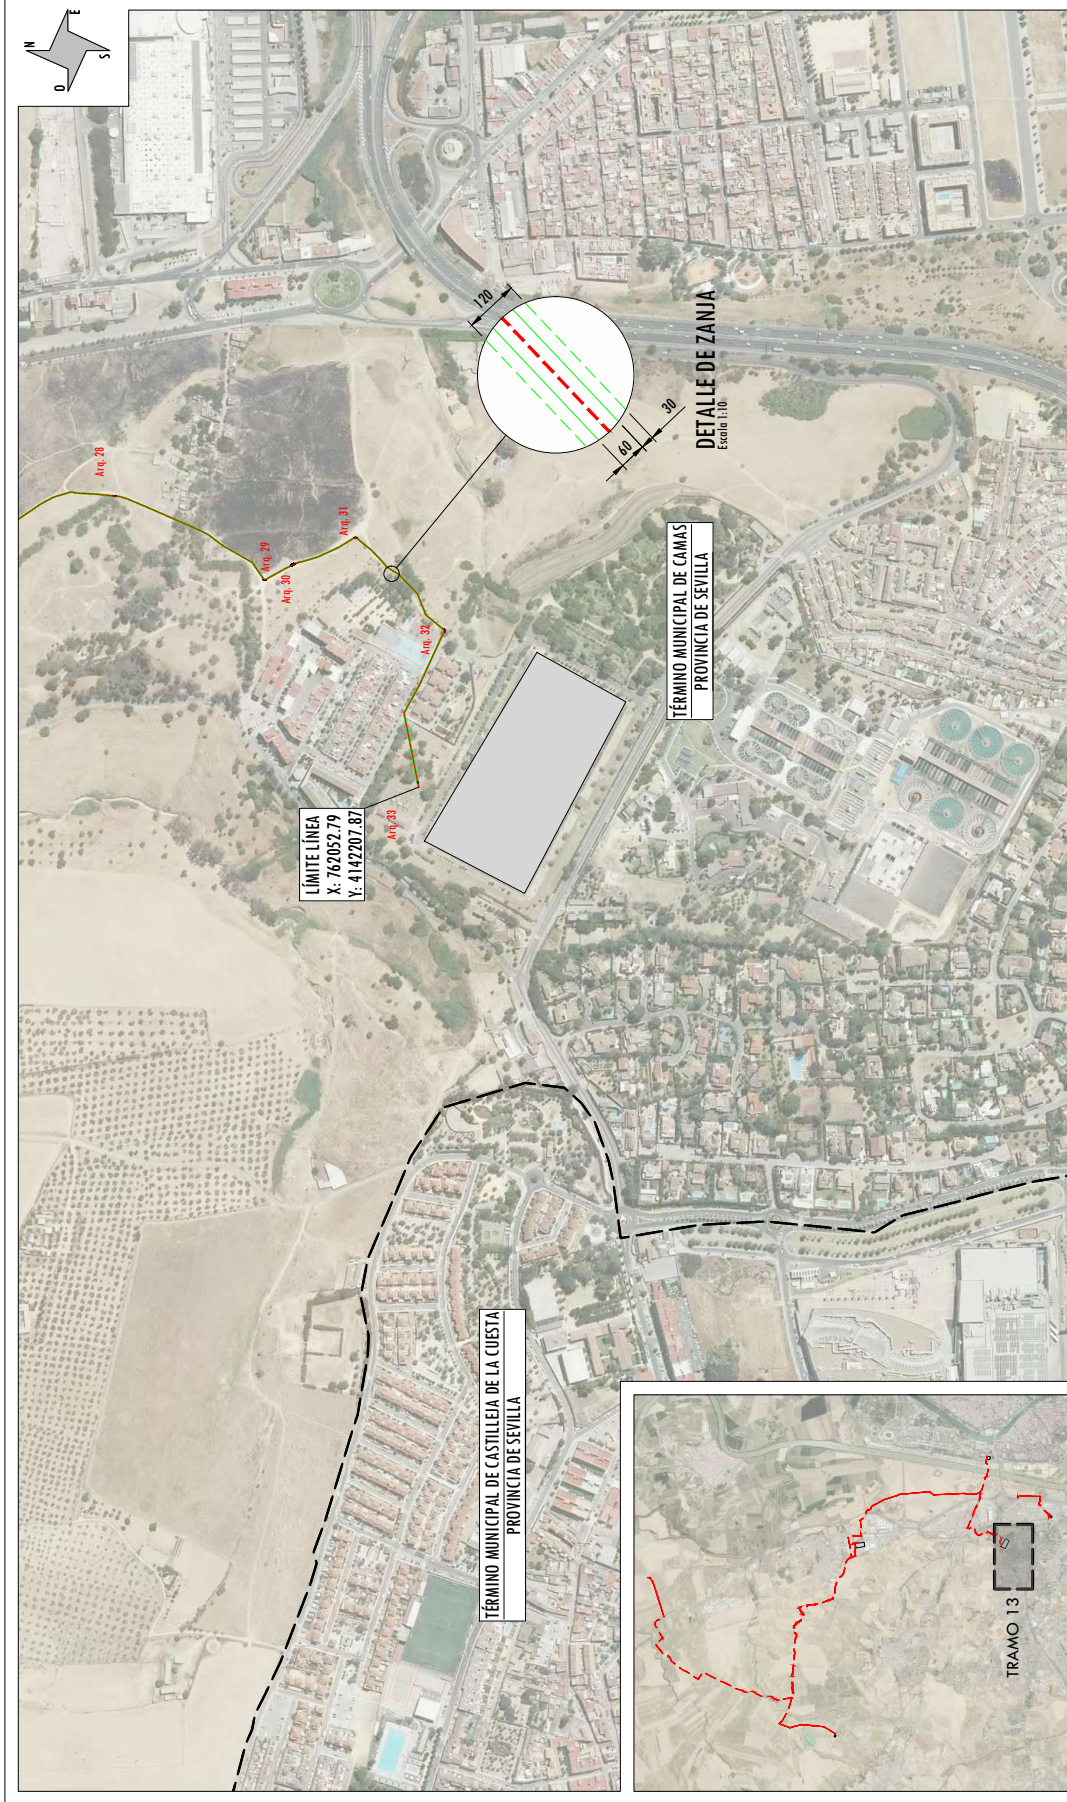 N
E
S
O
Arq. 28
Arq. 29
Arq. 30
Arq. 31
Arq. 32
Arq. 33
LÍMITE LÍNEA
X: 762052.79
Y: 4142207.87
120
60
30
DETALLE DE ZANJA
Escala 1:10
TÉRMINO MUNICIPAL DE CAMAS
PROVINCIA DE SEVILLA
TÉRMINO MUNICIPAL DE CASTILLEJA DE LA CUESTA
PROVINCIA DE SEVILLA
TRAMO 13